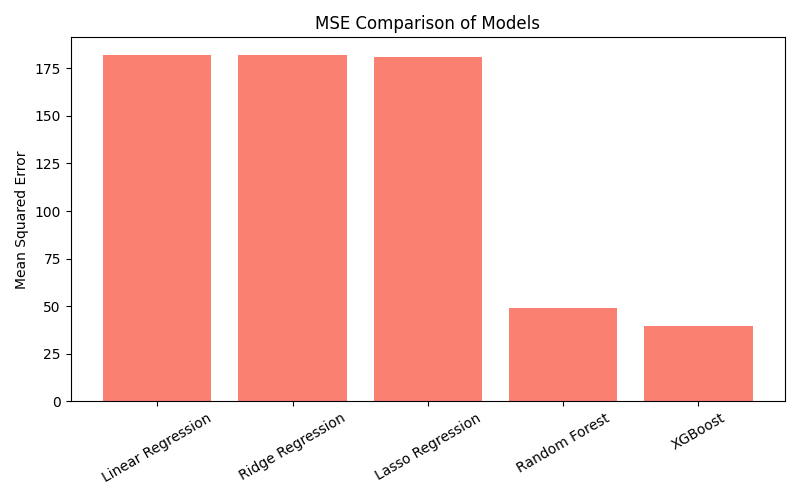 MSE Comparison of Models
Mean Squared Error
175
150
125
100
75
50
25
0
Linear Regression
Ridge Regression
Lasso Regression
Random Forest
XGBoost